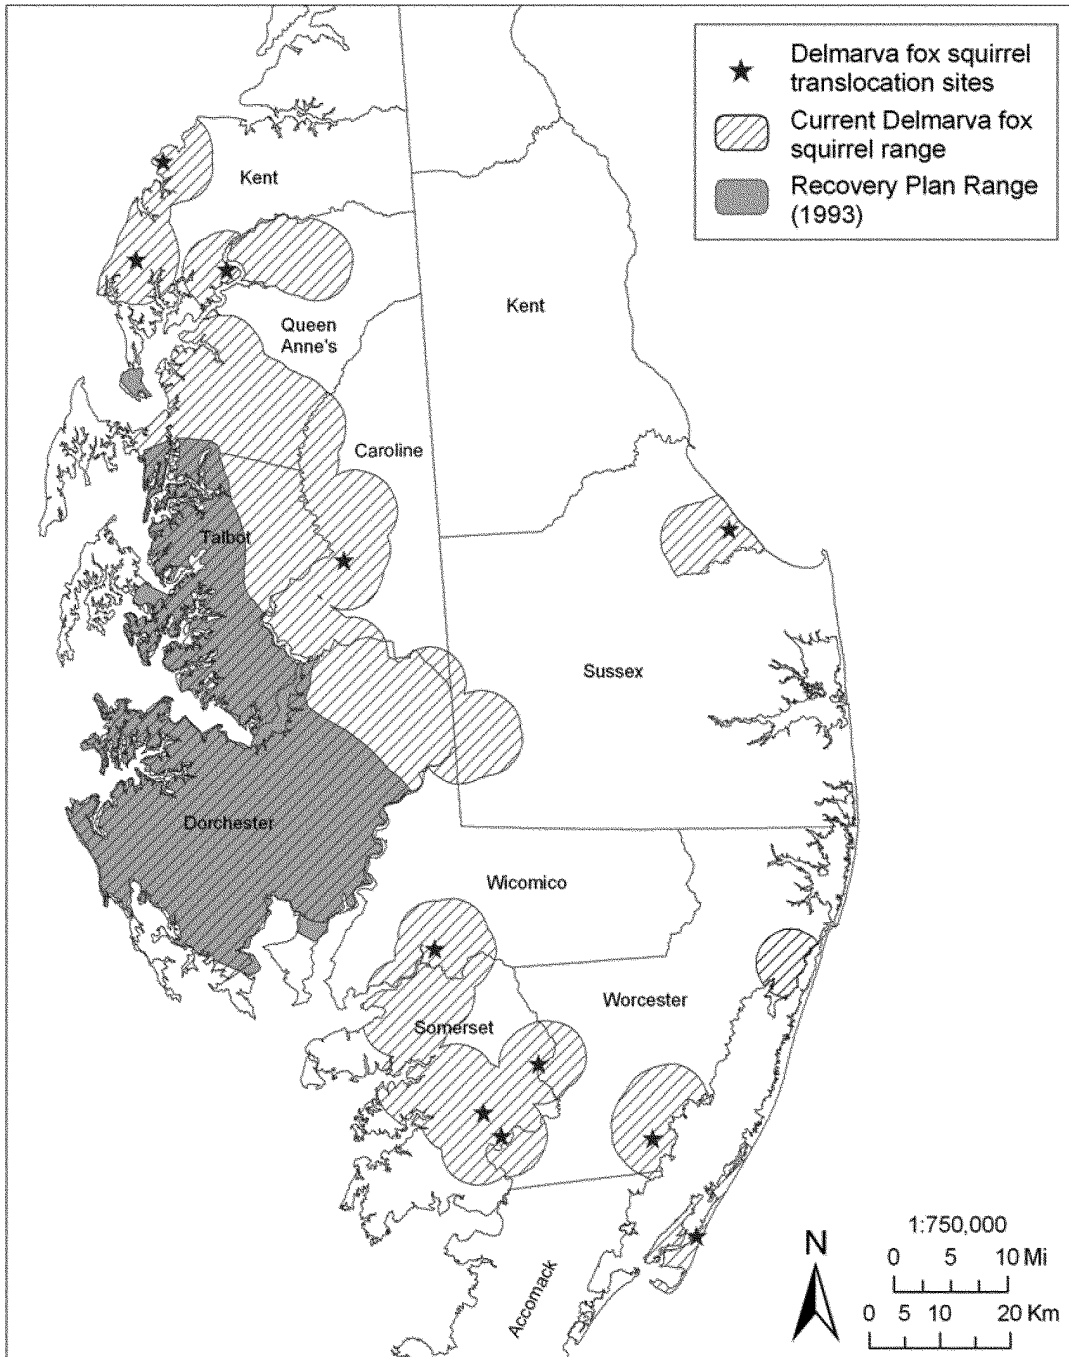 Delmarva fox squirrel
translocation sites
Current Delmarva fox
squirrel range
Recovery Plan Range
(1993)
Kent
Kent
Queen
Anne's
Caroline
Talbot
Sussex
Dorchester
Wicomico
Worcester
Somerset
Accomack
N
1:750,000
0 5 10 Mi
0 5 10 20 Km